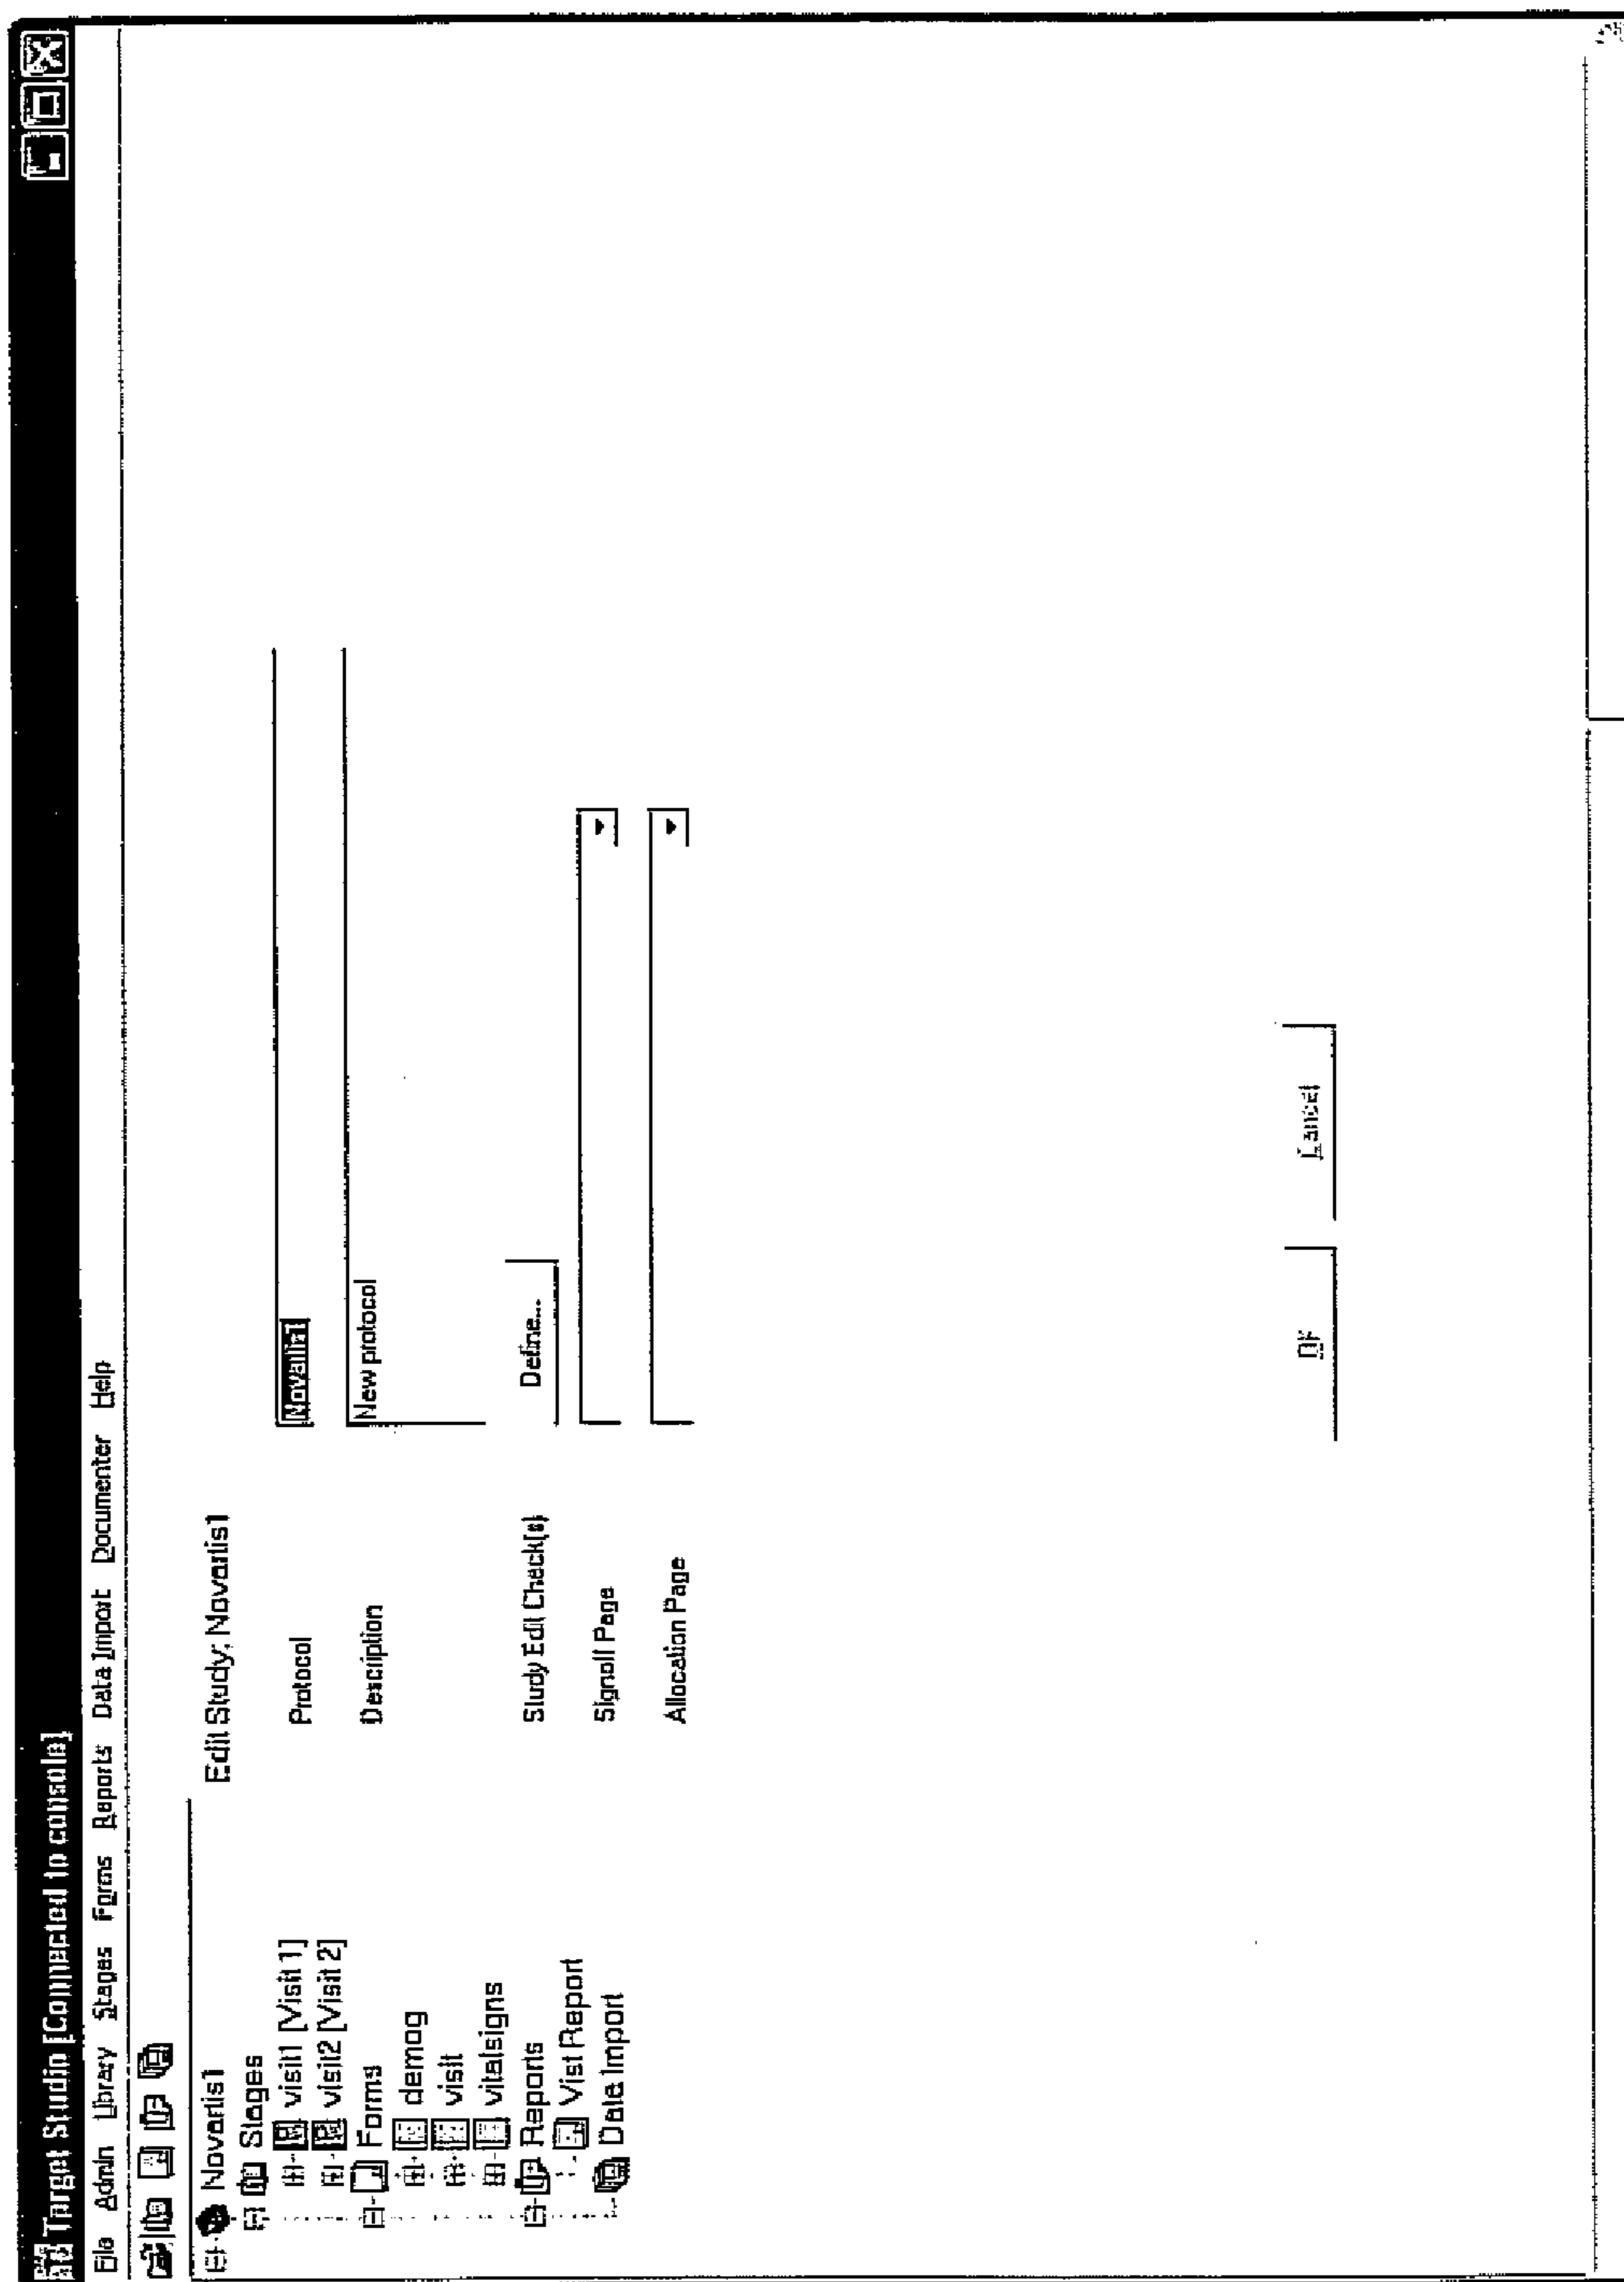 Target Studio [Connected to console]
File Admin Library Stages Forms Reports Data Import Documenter Help
Novartis1
Stages
visit1 [Visit 1]
visit2 [Visit 2]
Forms
demog
visit
vitalsigns
Reports
Vist Report
Data Import
Edit Study: Novartis1
Protocol
Novartis1
Description
New protocol
Study Edit Check(s)
Define...
Signoff Page
Allocation Page
OK
Cancel